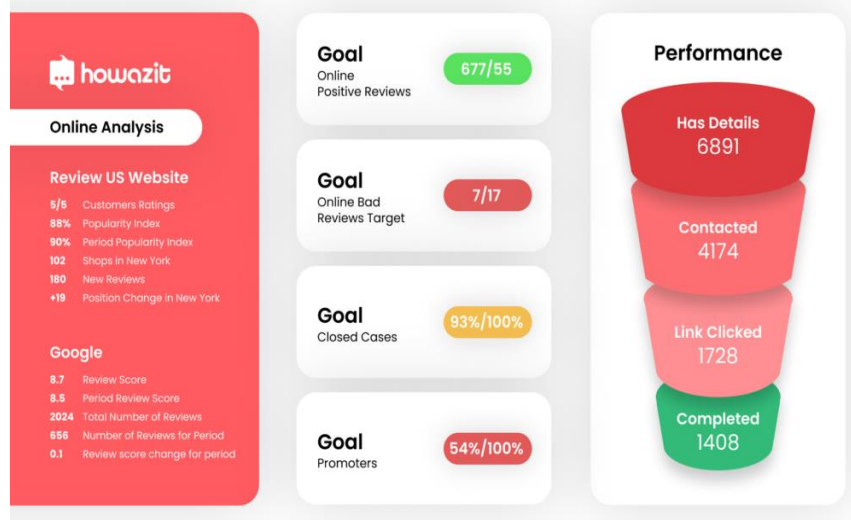 howazit
Online Analysis
Review US Website
5/5 Customers Ratings
88% Popularity Index
90% Period Popularity Index
102 Shops in New York
180 New Reviews
+19 Position Change in New York
Google
8.7 Review Score
8.5 Period Review Score
2024 Total Number of Reviews
656 Number of Reviews for Period
0.1 Review score change for period
Goal
Online
Positive Reviews
677/55
Goal
Online Bad
Reviews Target
7/17
Goal
Closed Cases
93%/100%
Goal
Promoters
54%/100%
Performance
Has Details
6891
Contacted
4174
Link Clicked
1728
Completed
1408